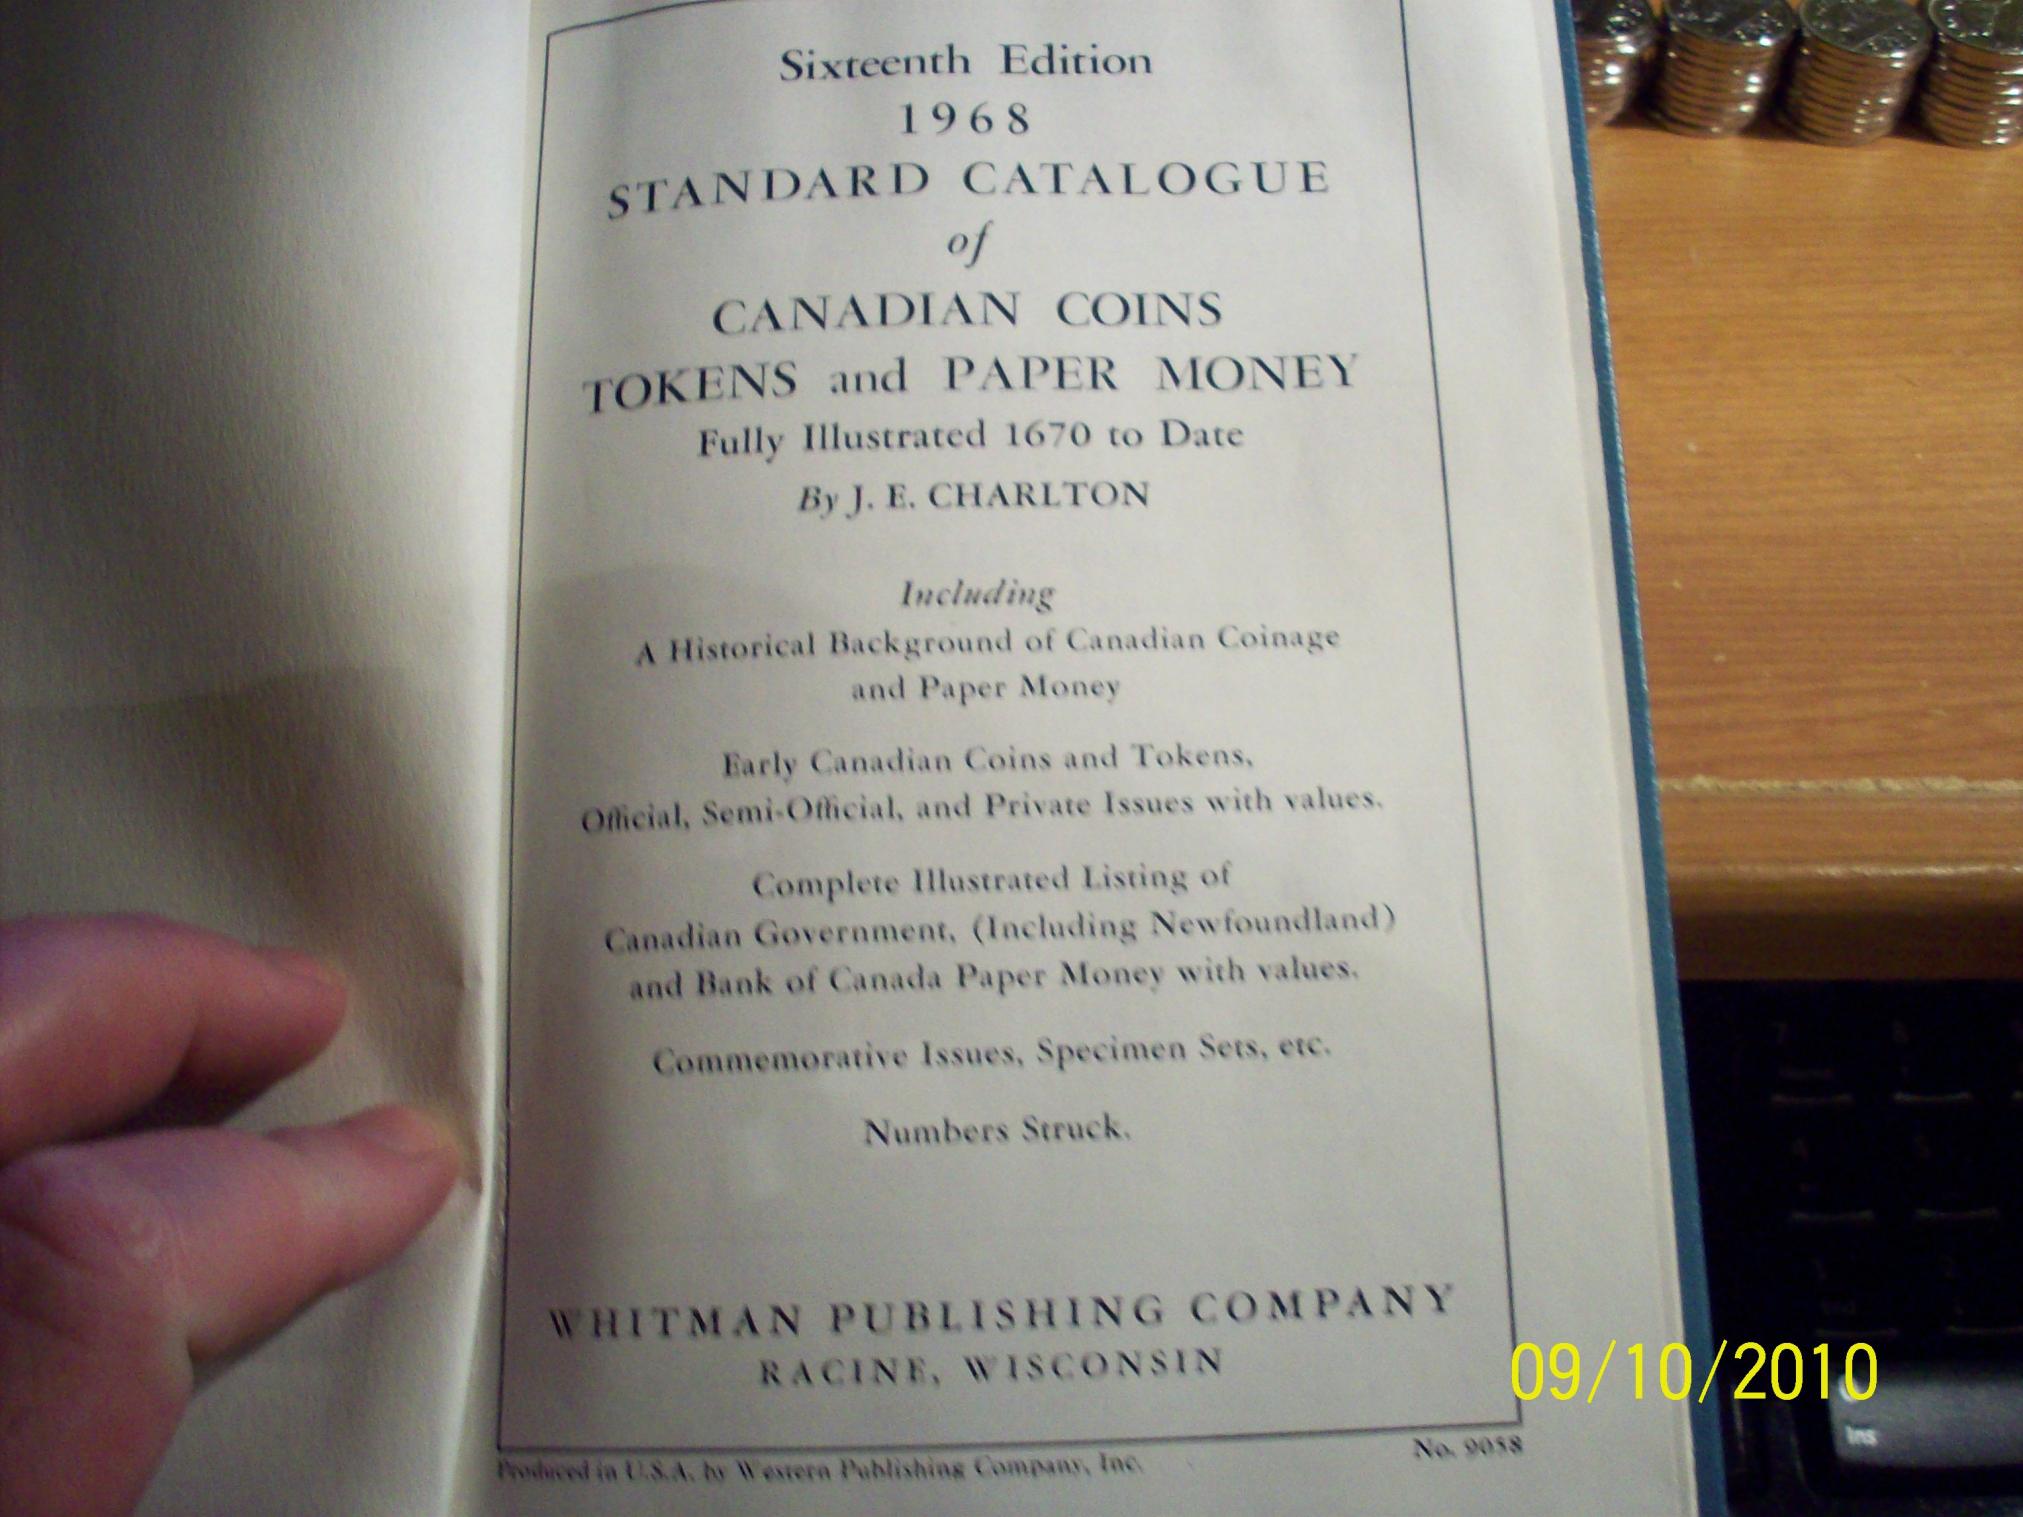 Sixteenth Edition
1968
STANDARD CATALOGUE
of
CANADIAN COINS
TOKENS and PAPER MONEY
Fully Illustrated 1670 to Date
By J. E. CHARLTON
Including
A Historical Background of Canadian Coinage
and Paper Money
Early Canadian Coins and Tokens,
Official, Semi-Official, and Private Issues with values.
Complete Illustrated Listing of
Canadian Government, (Including Newfoundland)
and Bank of Canada Paper Money with values.
Commemorative Issues, Specimen Sets, etc.
Numbers Struck.
WHITMAN PUBLISHING COMPANY
RACINE, WISCONSIN
Produced in U.S.A. by Western Publishing Company, Inc.
No. 9058
09/10/2010
Ins